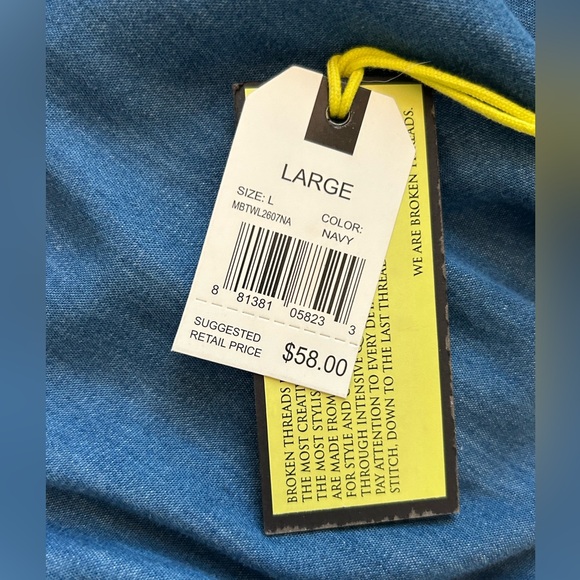 LARGE
SIZE: L
MBTWL2607NA
COLOR:
NAVY
8 81381 05823 3
SUGGESTED
RETAIL PRICE
$58.00
BROKEN THREADS
THE MOST CREATI
THE MOST STYLIS
ARE MADE FROM
FOR STYLE AND
THROUGH INTENSIVE
PAY ATTENTION TO EVERY DET
STITCH, DOWN TO THE LAST THREAD
WE ARE BROKEN THREADS.